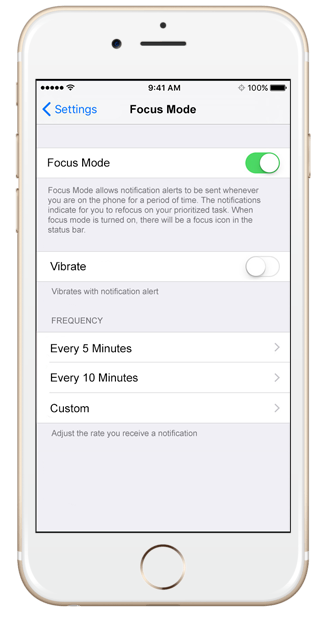 9:41 AM 100%
Settings Focus Mode
Focus Mode
Focus Mode allows notification alerts to be sent whenever
you are on the phone for a period of time. The notifications
indicate for you to refocus on your prioritized task. When
focus mode is turned on, there will be a focus icon in the
status bar.
Vibrate
Vibrates with notification alert
FREQUENCY
Every 5 Minutes
Every 10 Minutes
Custom
Adjust the rate you receive a notification